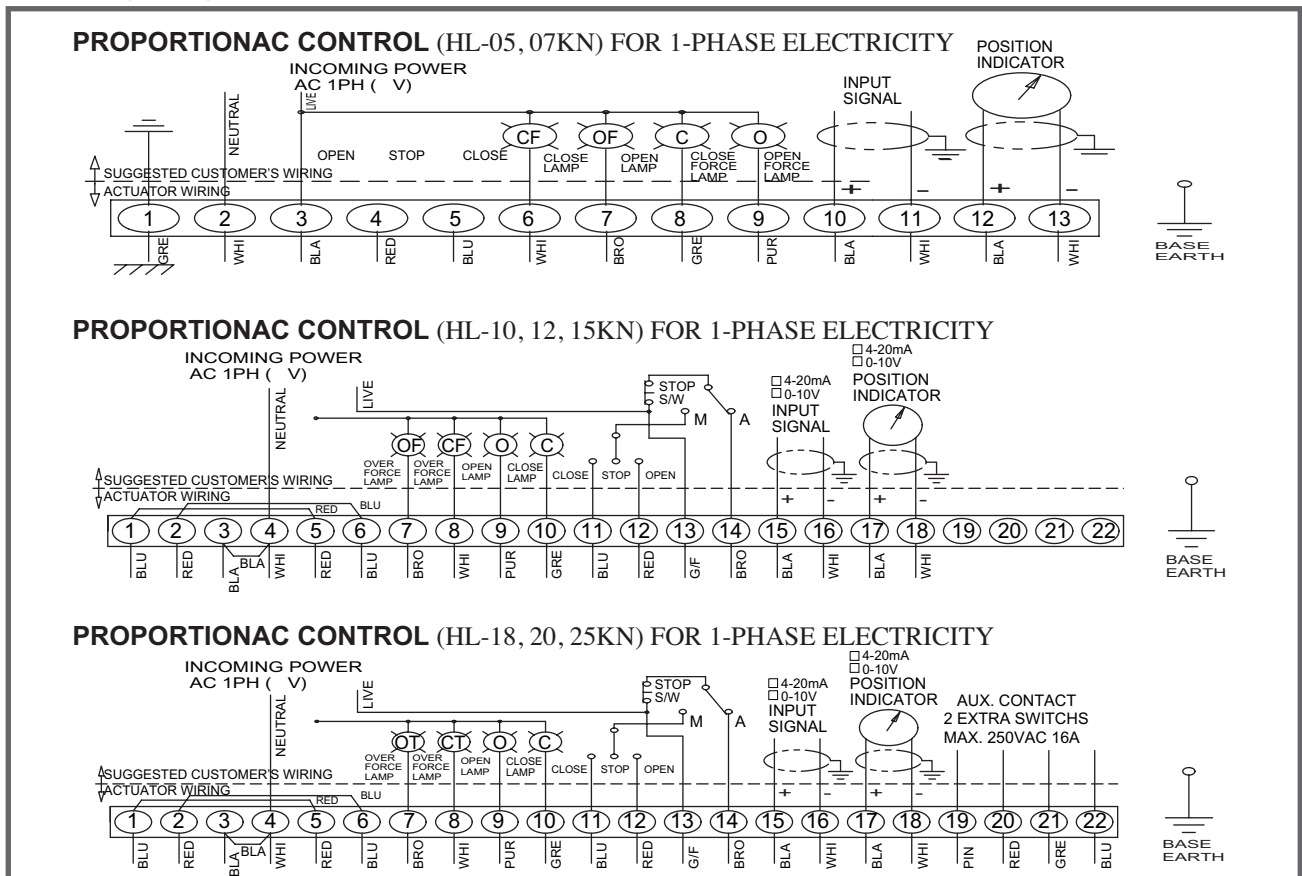 PROPORTIONAC CONTROL (HL-05, 07KN) FOR 1-PHASE ELECTRICITY
POSITION
INDICATOR
INCOMING POWER
AC 1PH ( V)
INPUT
SIGNAL
NEUTRAL
LIVE
CF OF C O
OPEN STOP CLOSE
CLOSE
LAMP
OPEN
LAMP
CLOSE
FORCE
LAMP
OPEN
FORCE
LAMP
SUGGESTED CUSTOMER'S WIRING
ACTUATOR WIRING
+ - + -
1 2 3 4 5 6 7 8 9 10 11 12 13
GRE WHI BLA RED BLU WHI BRO GRE PUR BLA WHI BLA WHI
BASE
EARTH
PROPORTIONAC CONTROL (HL-10, 12, 15KN) FOR 1-PHASE ELECTRICITY
INCOMING POWER
AC 1PH ( V)
NEUTRAL
LIVE
STOP
S/W
M A
4-20mA
0-10V
INPUT
SIGNAL
4-20mA
0-10V
POSITION
INDICATOR
OF CF O C
OVER
FORCE
LAMP
OVER
FORCE
LAMP
OPEN
LAMP
CLOSE
LAMP
CLOSE STOP OPEN
SUGGESTED CUSTOMER'S WIRING
ACTUATOR WIRING
RED BLU
+ - + -
1 2 3 4 5 6 7 8 9 10 11 12 13 14 15 16 17 18 19 20 21 22
BLU RED BLA BLA WHI RED BLU BRO WHI PUR GRE BLU RED G/F BRO BLA WHI BLA WHI
BASE
EARTH
PROPORTIONAC CONTROL (HL-18, 20, 25KN) FOR 1-PHASE ELECTRICITY
INCOMING POWER
AC 1PH ( V)
NEUTRAL
LIVE
STOP
S/W
M A
4-20mA
0-10V
INPUT
SIGNAL
4-20mA
0-10V
POSITION
INDICATOR
AUX. CONTACT
2 EXTRA SWITCHS
MAX. 250VAC 16A
OT CT O C
OVER
FORCE
LAMP
OVER
FORCE
LAMP
OPEN
LAMP
CLOSE
LAMP
CLOSE STOP OPEN
SUGGESTED CUSTOMER'S WIRING
ACTUATOR WIRING
RED BLU
+ - + -
1 2 3 4 5 6 7 8 9 10 11 12 13 14 15 16 17 18 19 20 21 22
BLU RED BLA BLA WHI RED BLU BRO WHI PUR GRE BLU RED G/F BRO BLA WHI BLA WHI PIN RED GRE BLU
BASE
EARTH